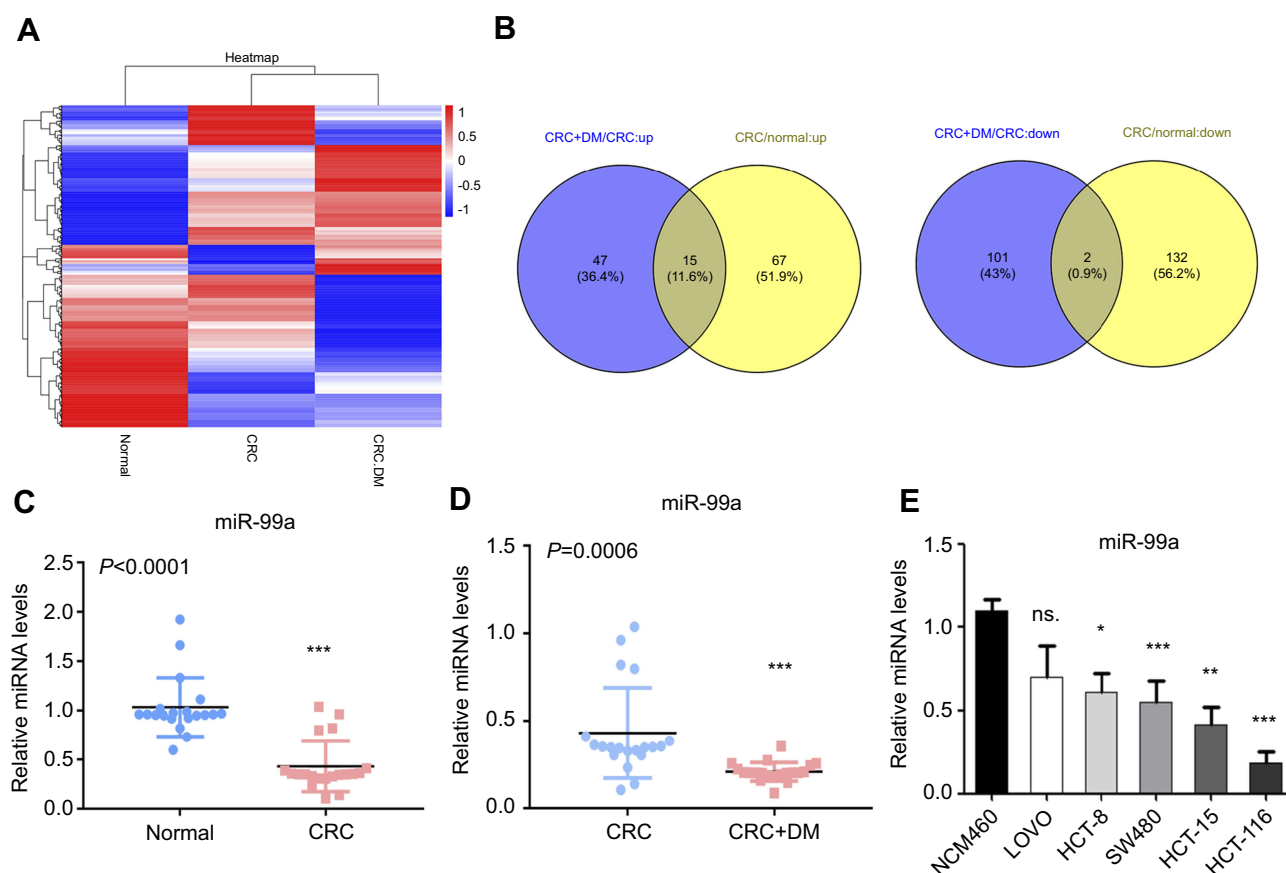 A
Heatmap
1
0.5
0
-0.5
-1
Normal
CRC
CRC.DM
B
CRC+DM/CRC:up
CRC/normal:up
47
(36.4%)
15
(11.6%)
67
(51.9%)
CRC+DM/CRC:down
CRC/normal:down
101
(43%)
2
(0.9%)
132
(56.2%)
C
miR-99a
P<0.0001
Relative miRNA levels
2.5
2.0
1.5
1.0
0.5
0.0
***
Normal
CRC
D
miR-99a
P=0.0006
Relative miRNA levels
1.5
1.0
0.5
0.0
***
CRC
CRC+DM
E
miR-99a
Relative miRNA levels
1.5
1.0
0.5
0.0
ns.
*
***
**
***
NCM460
LOVO
HCT-8
SW480
HCT-15
HCT-116